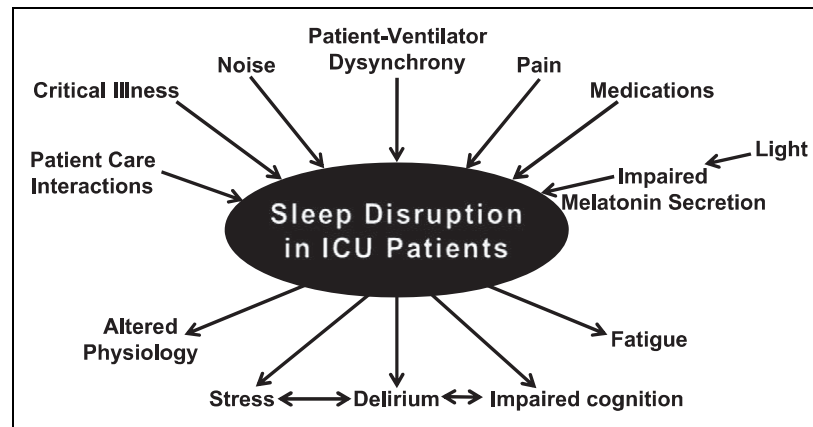 Patient-Ventilator
Dysynchrony
Noise
Pain
Critical Illness
Medications
Patient Care
Interactions
Light
Impaired
Melatonin Secretion
Sleep Disruption
in ICU Patients
Altered
Physiology
Fatigue
Stress
Delirium
Impaired cognition